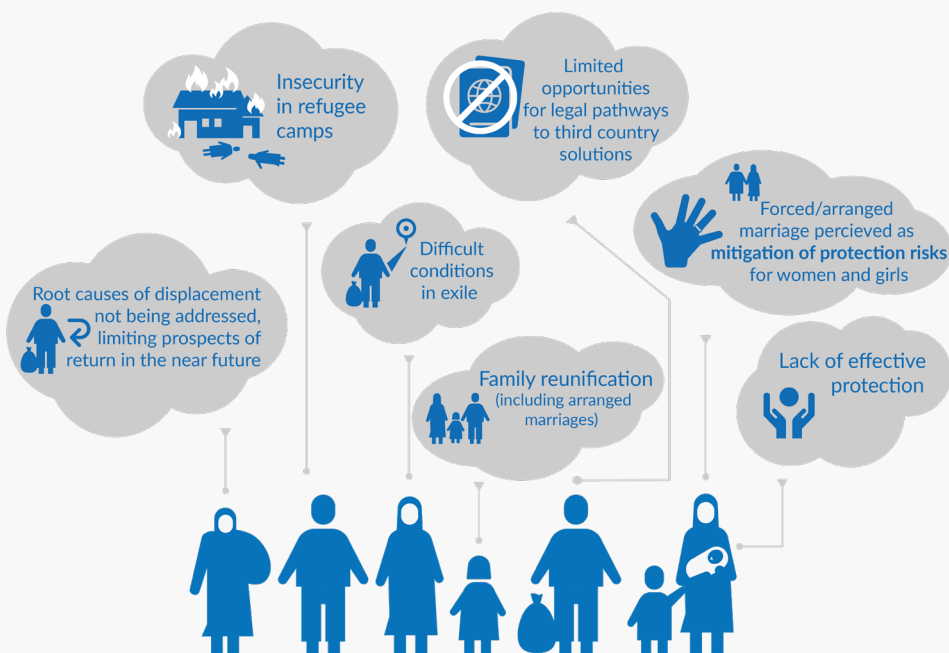 Insecurity
in refugee
camps
Limited
opportunities
for legal pathways
to third country
solutions
Forced/arranged
marriage percieved as
mitigation of protection risks
for women and girls
Difficult
conditions
in exile
Root causes of displacement
not being addressed,
limiting prospects of
return in the near future
Family reunification
(including arranged
marriages)
Lack of effective
protection